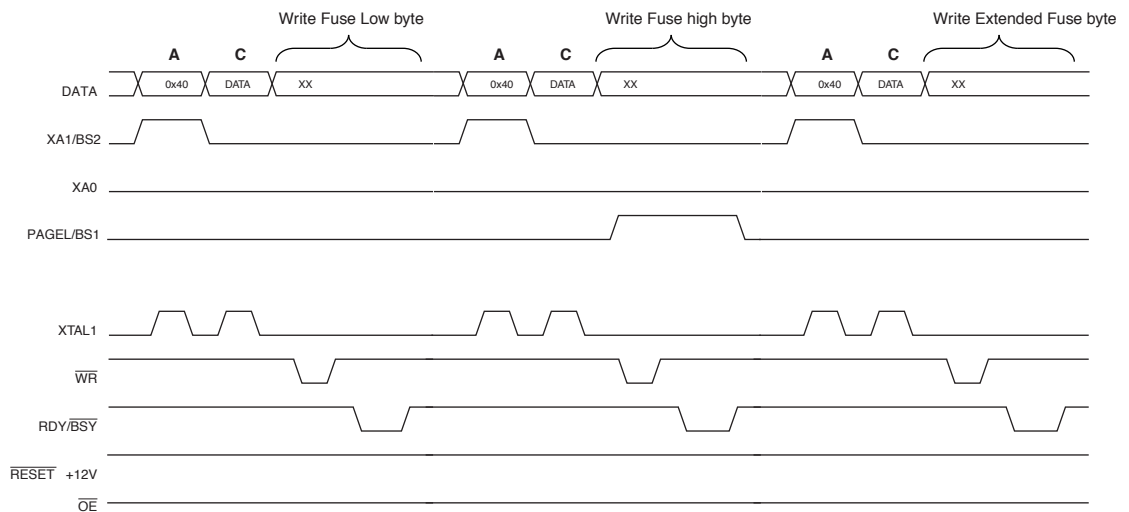 Write Fuse Low byte Write Fuse high byte Write Extended Fuse byte
A C A C A C
DATA 0x40 DATA XX 0x40 DATA XX 0x40 DATA XX
XA1/BS2
XA0
PAGEL/BS1
XTAL1
WR
RDY/BSY
RESET +12V
OE